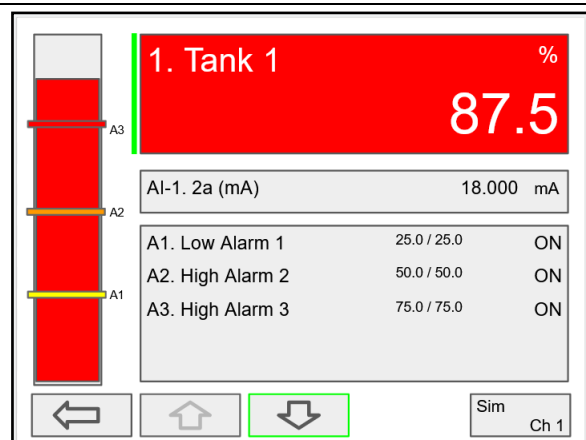 1. Tank 1 %
87.5
A3
AI-1. 2a (mA) 18.000 mA
A2
A1. Low Alarm 1 25.0 / 25.0 ON
A2. High Alarm 2 50.0 / 50.0 ON
A1
A3. High Alarm 3 75.0 / 75.0 ON
Sim
Ch 1